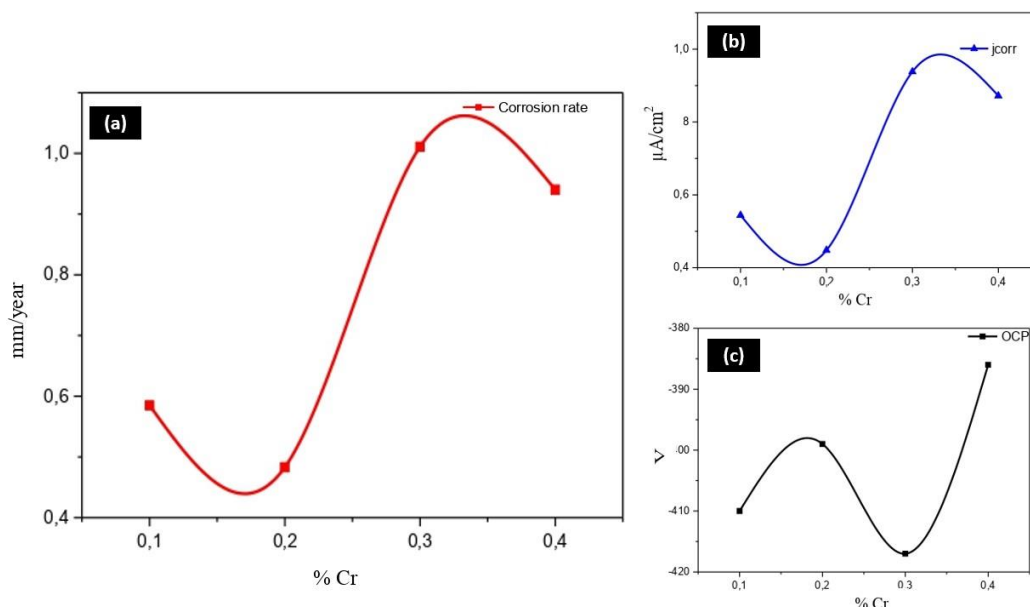 (a)
Corrosion rate
mm/year
1,0
0,8
0,6
0,4
0,1 0,2 0,3 0,4
% Cr
(b)
jcorr
µA/cm²
1,0
8
0,6
0,4
0,1 0,2 0,3 0,4
% Cr
(c)
OCP
V
-380
-390
-00
-410
-420
0,1 0,2 0.3 0,4
% Cr